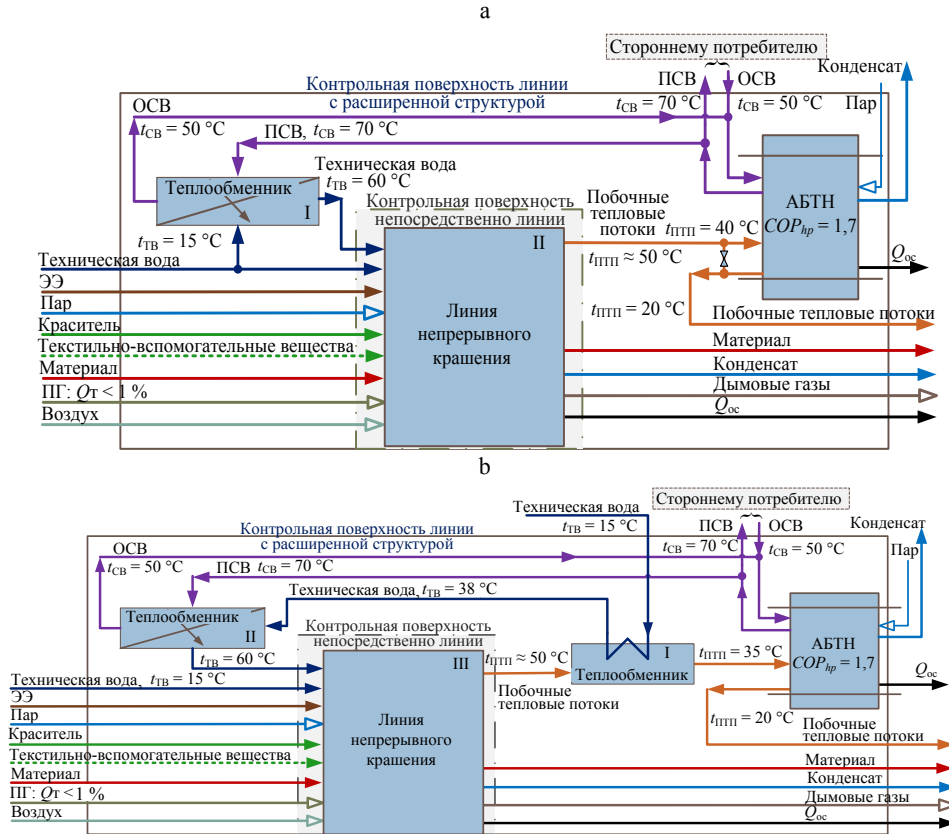 a
Стороннему потребителю
Конденсат
ПСВ
ОСВ
Контрольная поверхность линии
с расширенной структурой
ОСВ
tСВ = 70 °C
tСВ = 50 °C
Пар
tСВ = 50 °C
ПСВ, tСВ = 70 °C
Техническая вода
tТВ = 60 °C
Теплообменник
I
Контрольная поверхность
непосредственно линии
Побочные
тепловые
потоки
АБТН
COPhp = 1,7
II
tПТП = 40 °C
tТВ = 15 °C
tПТП ≈ 50 °C
Qос
Техническая вода
ЭЭ
Пар
tПТП = 20 °C
Линия
непрерывного
крашения
Побочные тепловые потоки
Краситель
Текстильно-вспомогательные вещества
Материал
Материал
Конденсат
ПГ: Qт < 1 %
Дымовые газы
Воздух
Qос
b
Стороннему потребителю
Техническая вода
tТВ = 15 °C
ПСВ
ОСВ
Конденсат
Контрольная поверхность линии
с расширенной структурой
ОСВ
tСВ = 70 °C
tСВ = 50 °C
Пар
tСВ = 50 °C
ПСВ
tСВ = 70 °C
Техническая вода, tТВ = 38 °C
Теплообменник
II
Контрольная поверхность
непосредственно линии
АБТН
COPhp = 1,7
tТВ = 60 °C
III
tПТП ≈ 50 °C
I
Теплообменник
tПТП = 35 °C
Техническая вода, tТВ = 15 °C
Qос
ЭЭ
Побочные
тепловые потоки
Пар
tПТП = 20 °C
Линия
непрерывного
крашения
Побочные
тепловые потоки
Краситель
Текстильно-вспомогательные вещества
Материал
Материал
Конденсат
ПГ: Qт <1 %
Дымовые газы
Воздух
Qос